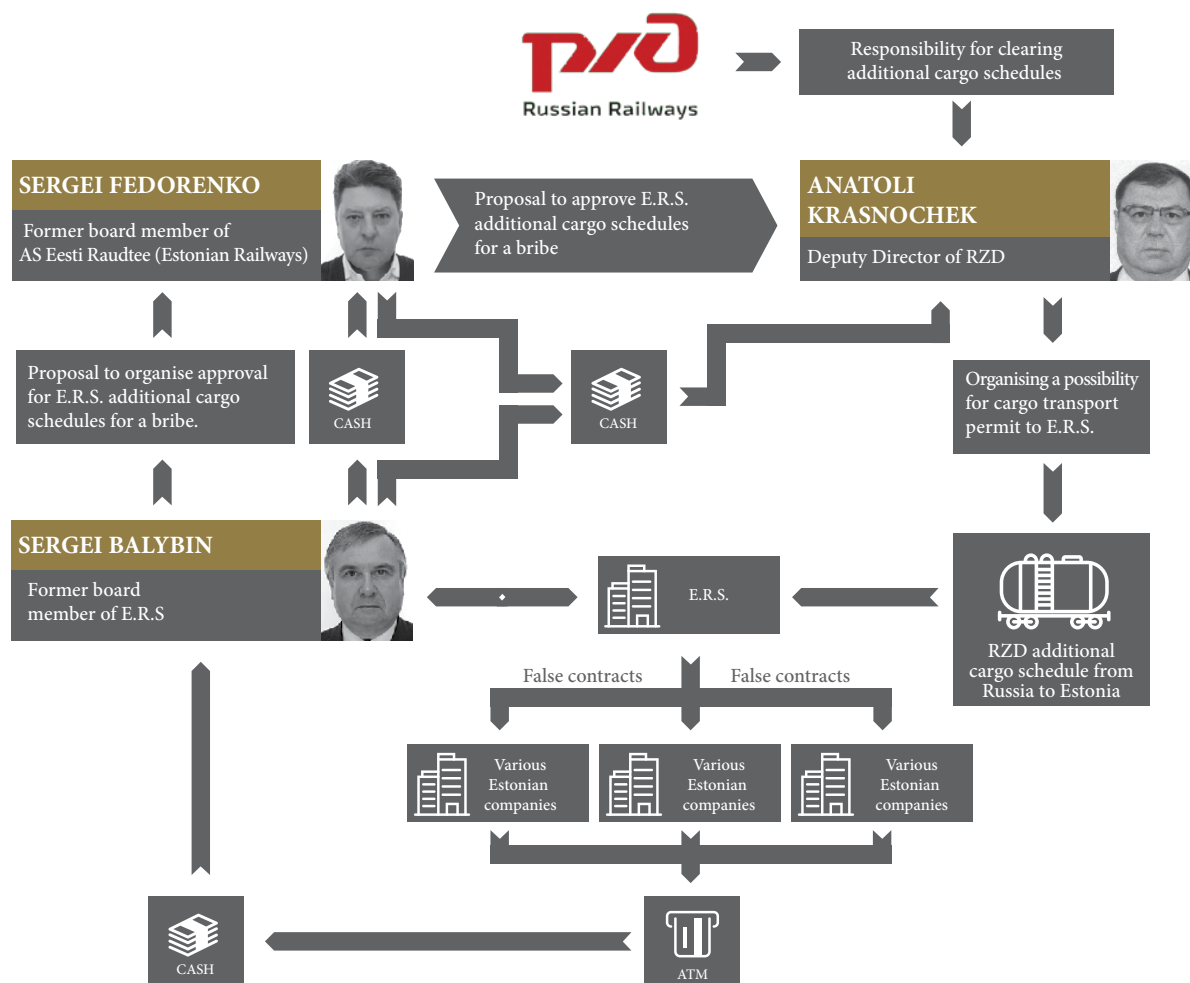 РЖД
Russian Railways
Responsibility for clearing
additional cargo schedules
SERGEI FEDORENKO
Former board member of
AS Eesti Raudtee (Estonian Railways)
Proposal to approve E.R.S.
additional cargo schedules
for a bribe
ANATOLI
KRASNOCHEK
Deputy Director of RZD
Proposal to organise approval
for E.R.S. additional cargo
schedules for a bribe.
CASH
CASH
Organising a possibility
for cargo transport
permit to E.R.S.
SERGEI BALYBIN
Former board
member of E.R.S
E.R.S.
RZD additional
cargo schedule from
Russia to Estonia
False contracts
False contracts
Various
Estonian
companies
Various
Estonian
companies
Various
Estonian
companies
CASH
ATM